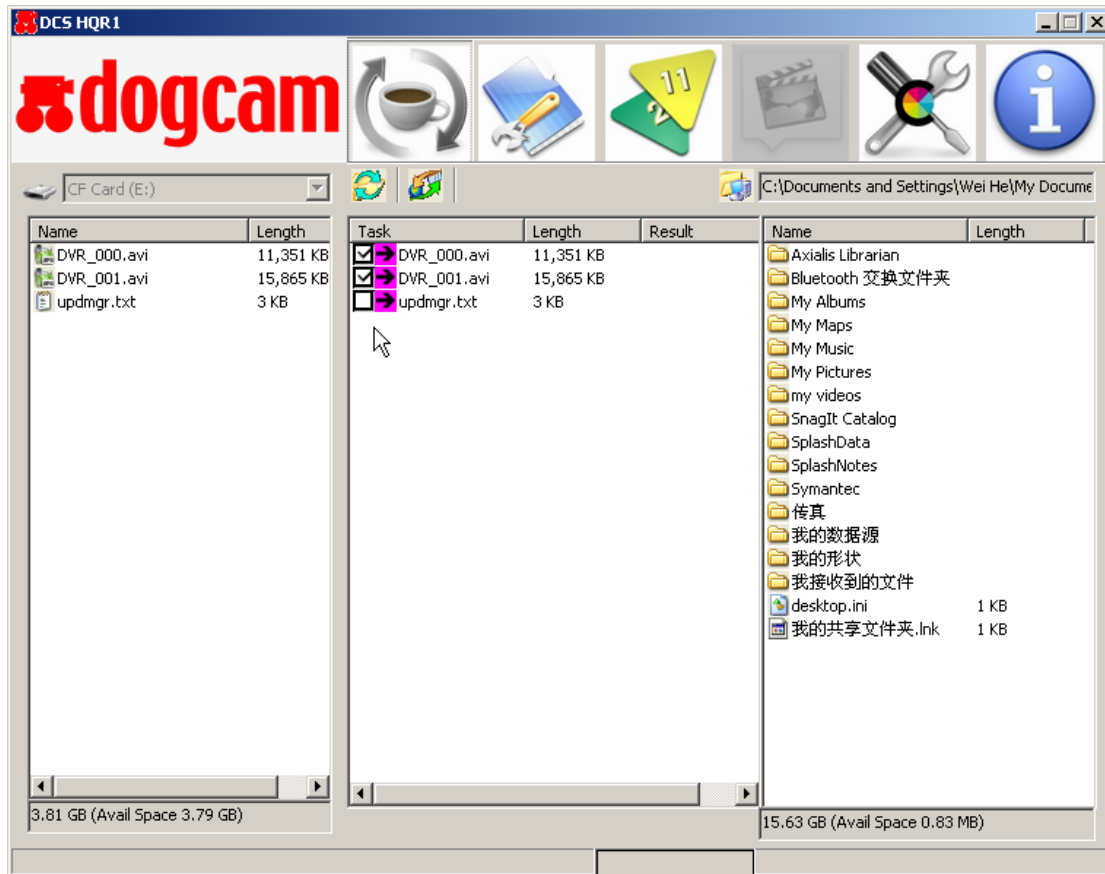 DCS HQR1
dogcam
11
2
CF Card (E:)
C:\Documents and Settings\Wei He\My Docume
Name Length
DVR_000.avi 11,351 KB
DVR_001.avi 15,865 KB
updmgr.txt 3 KB
3.81 GB (Avail Space 3.79 GB)
Task Length Result
DVR_000.avi 11,351 KB
DVR_001.avi 15,865 KB
updmgr.txt 3 KB
Name Length
Axialis Librarian
Bluetooth 交换文件夹
My Albums
My Maps
My Music
My Pictures
my videos
SnagIt Catalog
SplashData
SplashNotes
Symantec
传真
我的数据源
我的形状
我接收到的文件
desktop.ini 1 KB
我的共享文件夹.lnk 1 KB
15.63 GB (Avail Space 0.83 MB)